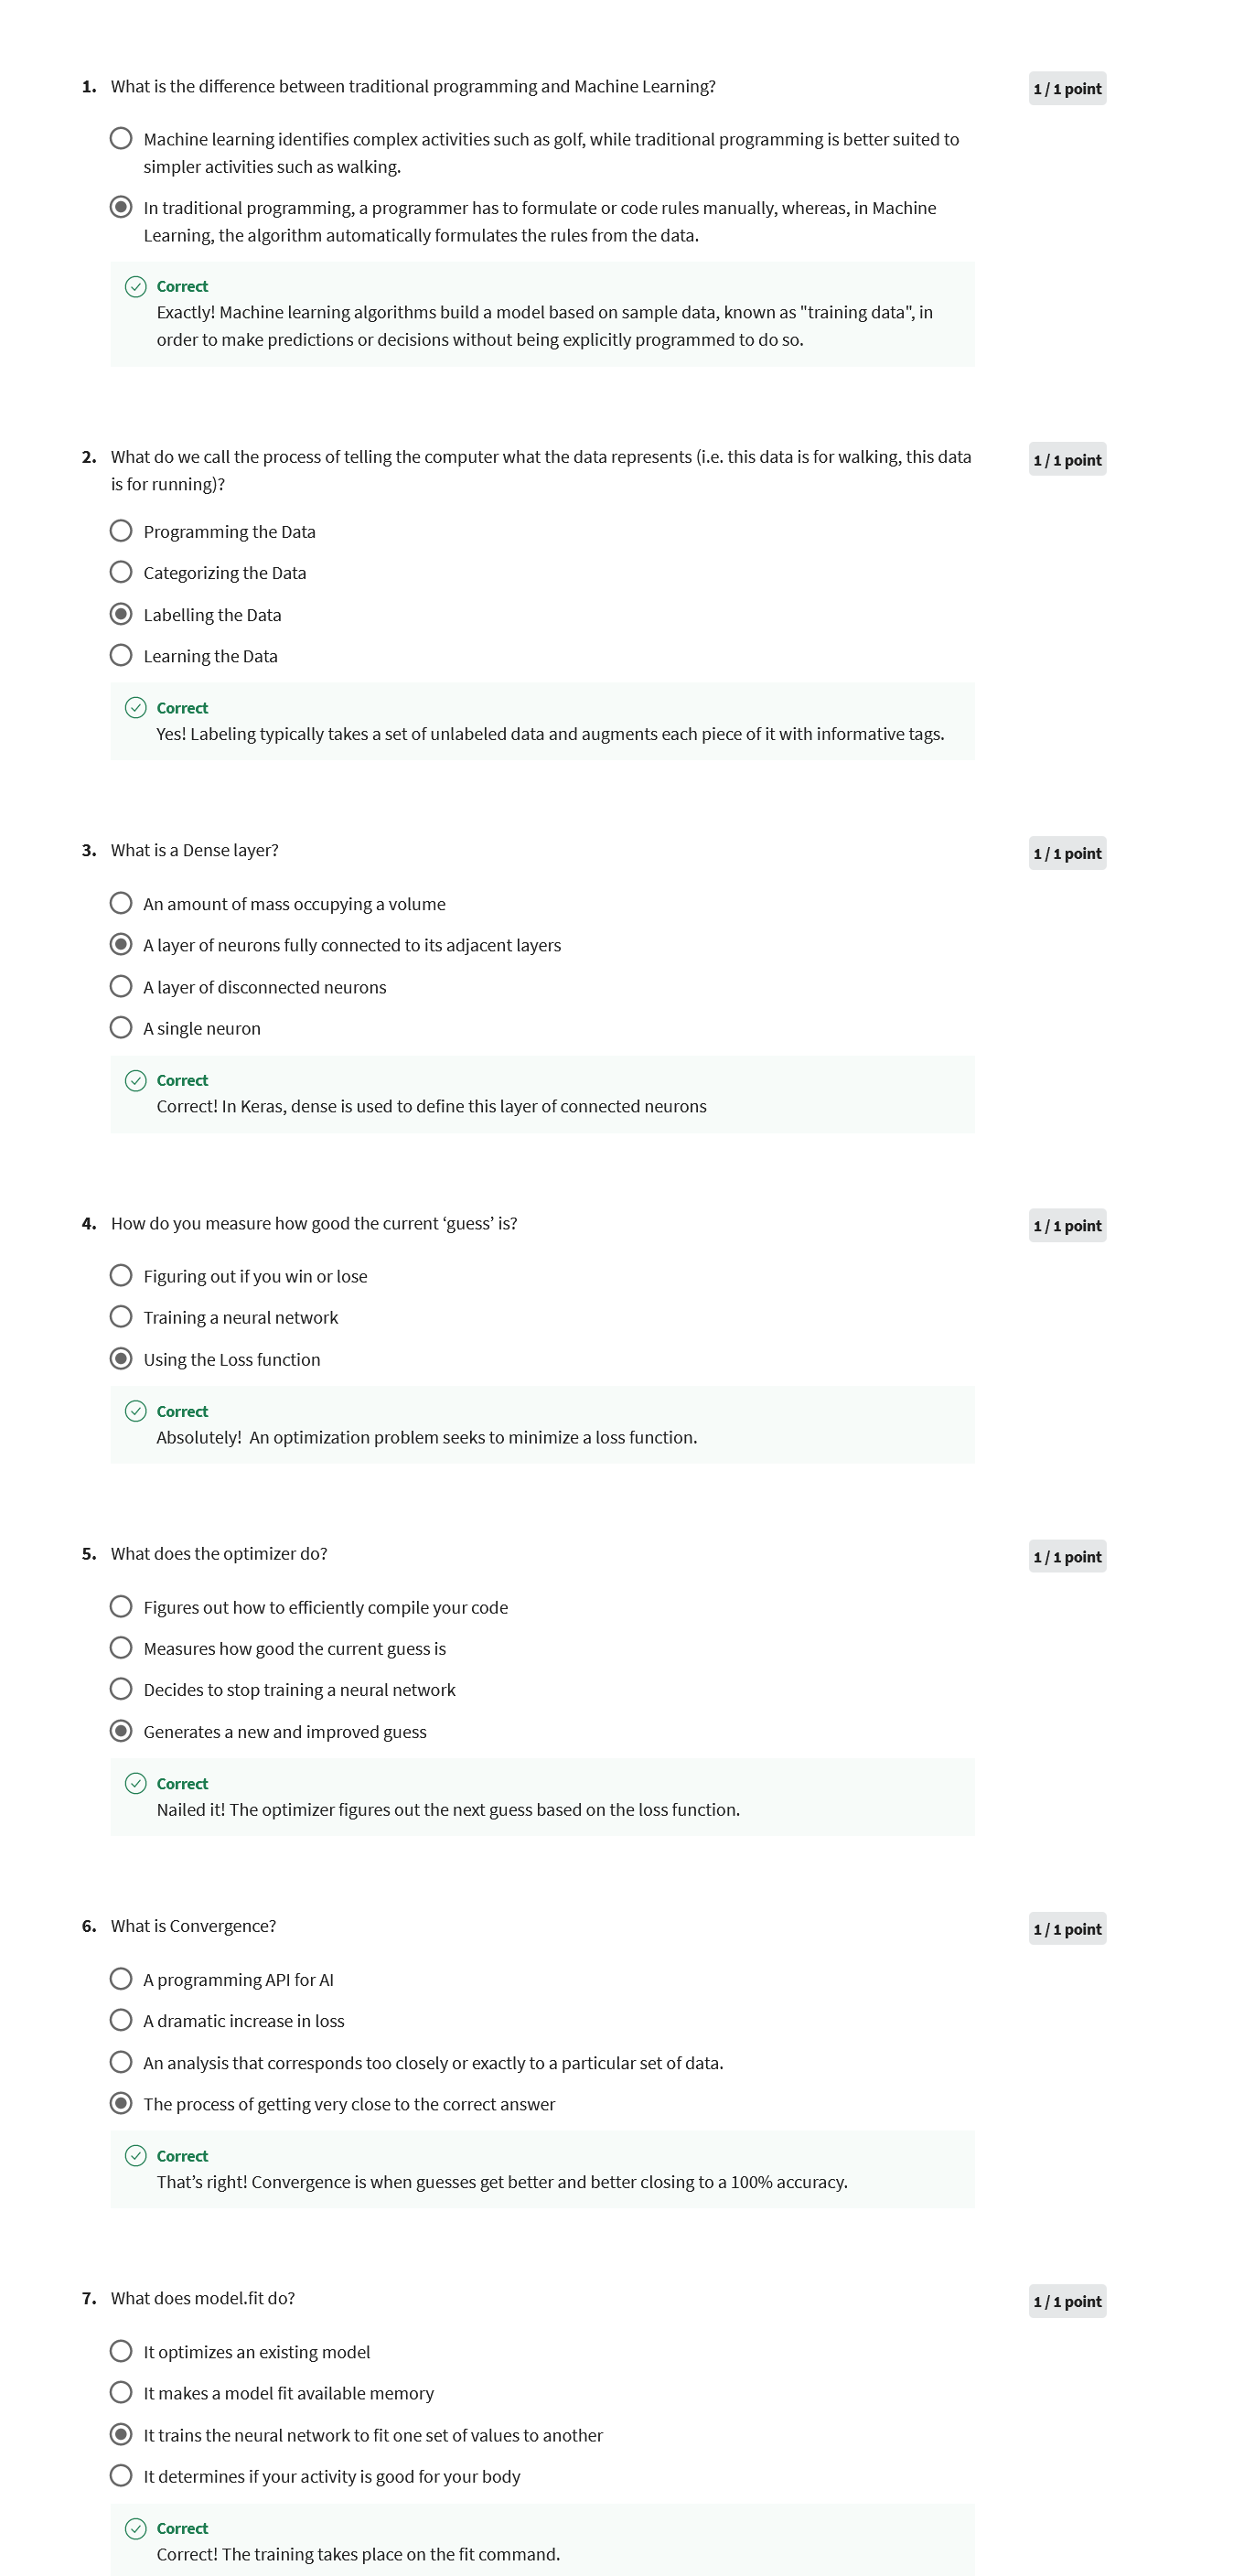 1. What is the difference between traditional programming and Machine Learning?
1 / 1 point
Machine learning identifies complex activities such as golf, while traditional programming is better suited to
simpler activities such as walking.
In traditional programming, a programmer has to formulate or code rules manually, whereas, in Machine
Learning, the algorithm automatically formulates the rules from the data.
Correct
Exactly! Machine learning algorithms build a model based on sample data, known as "training data", in
order to make predictions or decisions without being explicitly programmed to do so.
2. What do we call the process of telling the computer what the data represents (i.e. this data is for walking, this data
is for running)?
1 / 1 point
Programming the Data
Categorizing the Data
Labelling the Data
Learning the Data
Correct
Yes! Labeling typically takes a set of unlabeled data and augments each piece of it with informative tags.
3. What is a Dense layer?
1 / 1 point
An amount of mass occupying a volume
A layer of neurons fully connected to its adjacent layers
A layer of disconnected neurons
A single neuron
Correct
Correct! In Keras, dense is used to define this layer of connected neurons
4. How do you measure how good the current ‘guess’ is?
1 / 1 point
Figuring out if you win or lose
Training a neural network
Using the Loss function
Correct
Absolutely!  An optimization problem seeks to minimize a loss function.
5. What does the optimizer do?
1 / 1 point
Figures out how to efficiently compile your code
Measures how good the current guess is
Decides to stop training a neural network
Generates a new and improved guess
Correct
Nailed it! The optimizer figures out the next guess based on the loss function.
6. What is Convergence?
1 / 1 point
A programming API for AI
A dramatic increase in loss
An analysis that corresponds too closely or exactly to a particular set of data.
The process of getting very close to the correct answer
Correct
That’s right! Convergence is when guesses get better and better closing to a 100% accuracy.
7. What does model.fit do?
1 / 1 point
It optimizes an existing model
It makes a model fit available memory
It trains the neural network to fit one set of values to another
It determines if your activity is good for your body
Correct
Correct! The training takes place on the fit command.